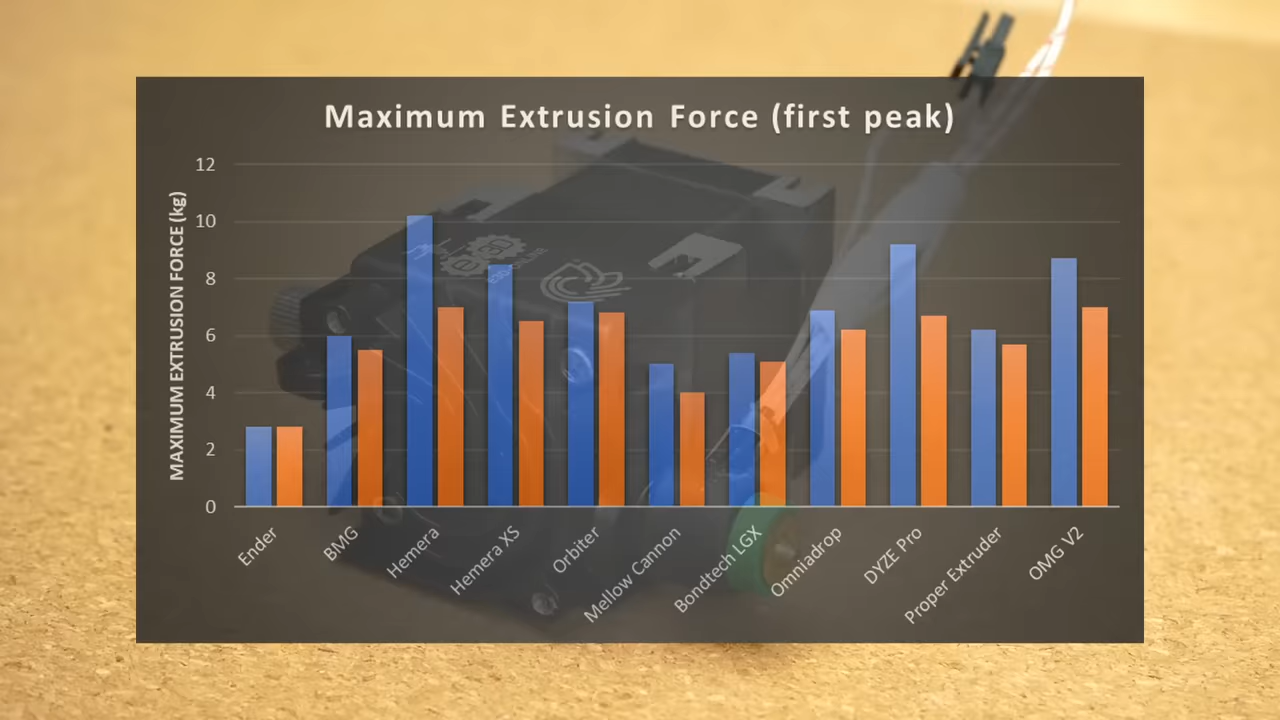 Maximum Extrusion Force (first peak)
MAXIMUM EXTRUSION FORCE (kg)
12
10
8
6
4
2
0
Ender
BMG
Hemera
Hemera XS
Orbiter
Mellow Cannon
Bondtech LGX
Omniadrop
DYZE Pro
Proper Extruder
OMG V2